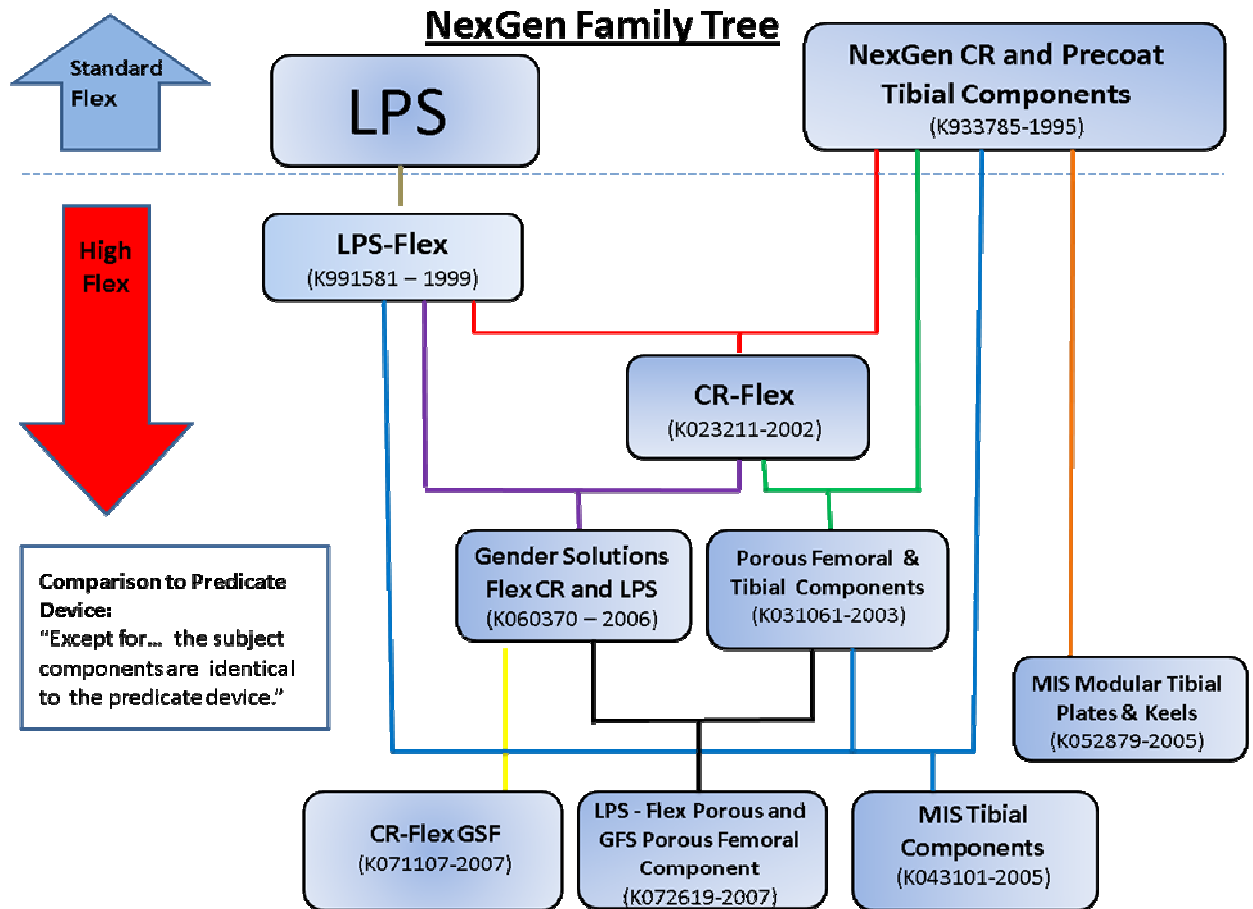 NexGen Family Tree
Standard
Flex
LPS
NexGen CR and Precoat
Tibial Components
(K933785-1995)
High
Flex
LPS-Flex
(K991581 – 1999)
CR-Flex
(K023211-2002)
Gender Solutions
Flex CR and LPS
(K060370 – 2006)
Porous Femoral &
Tibial Components
(K031061-2003)
Comparison to Predicate
Device:
“Except for… the subject
components are identical
to the predicate device.”
MIS Modular Tibial
Plates & Keels
(K052879-2005)
CR-Flex GSF
(K071107-2007)
LPS - Flex Porous and
GFS Porous Femoral
Component
(K072619-2007)
MIS Tibial
Components
(K043101-2005)